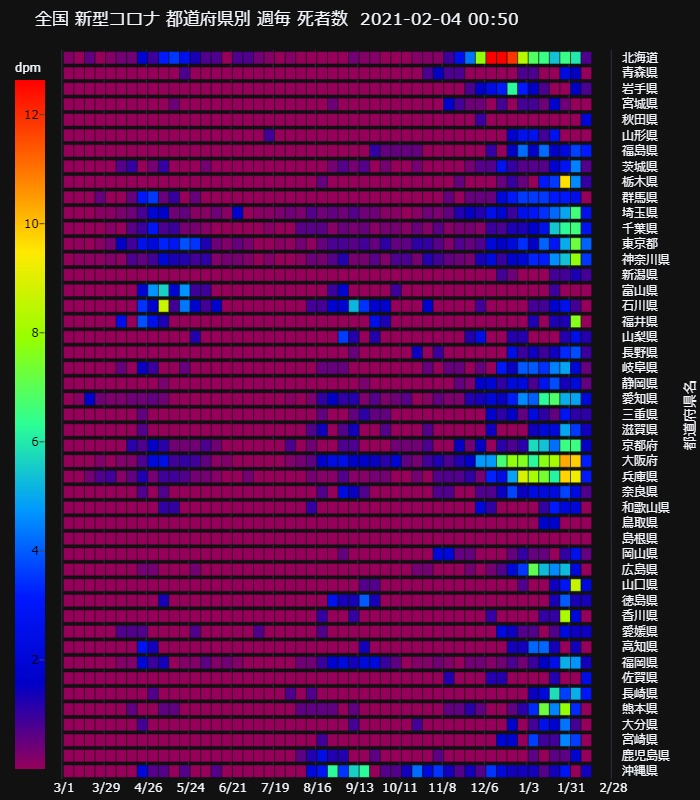 全国 新型コロナ 都道府県別 週毎 死者数 2021-02-04 00:50
dpm
12
10
8
6
4
2
北海道
青森県
岩手県
宮城県
秋田県
山形県
福島県
茨城県
栃木県
群馬県
埼玉県
千葉県
東京都
神奈川県
新潟県
富山県
石川県
福井県
山梨県
長野県
岐阜県
静岡県
愛知県
三重県
滋賀県
京都府
大阪府
兵庫県
奈良県
和歌山県
鳥取県
島根県
岡山県
広島県
山口県
徳島県
香川県
愛媛県
高知県
福岡県
佐賀県
長崎県
熊本県
大分県
宮崎県
鹿児島県
沖縄県
都道府県名
3/1 3/29 4/26 5/24 6/21 7/19 8/16 9/13 10/11 11/8 12/6 1/3 1/31 2/28